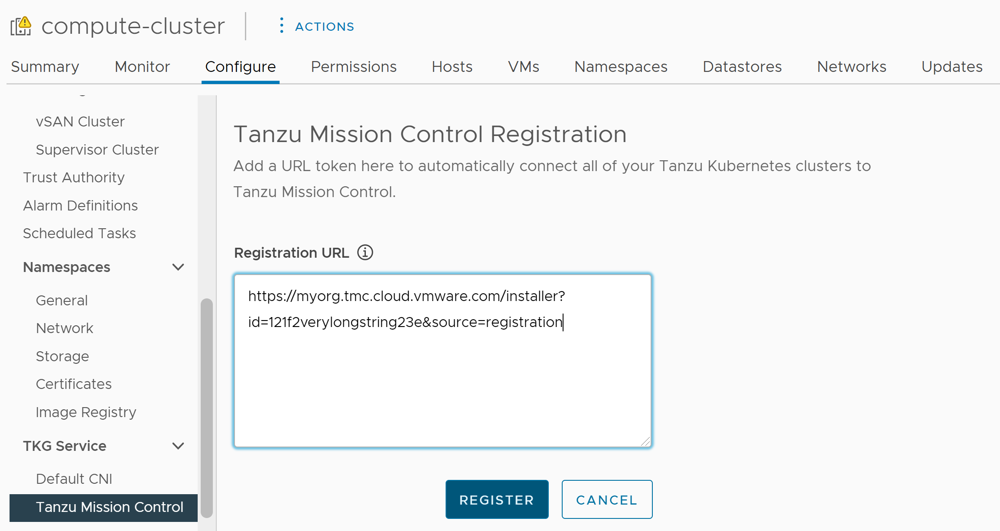 compute-cluster
ACTIONS
Summary
Monitor
Configure
Permissions
Hosts
VMs
Namespaces
Datastores
Networks
Updates
vSAN Cluster
Supervisor Cluster
Trust Authority
Alarm Definitions
Scheduled Tasks
Namespaces
General
Network
Storage
Certificates
Image Registry
TKG Service
Default CNI
Tanzu Mission Control
Tanzu Mission Control Registration
Add a URL token here to automatically connect all of your Tanzu Kubernetes clusters to
Tanzu Mission Control.
Registration URL
https://myorg.tmc.cloud.vmware.com/installer?
id=121f2verylongstring23e&source=registration
REGISTER
CANCEL